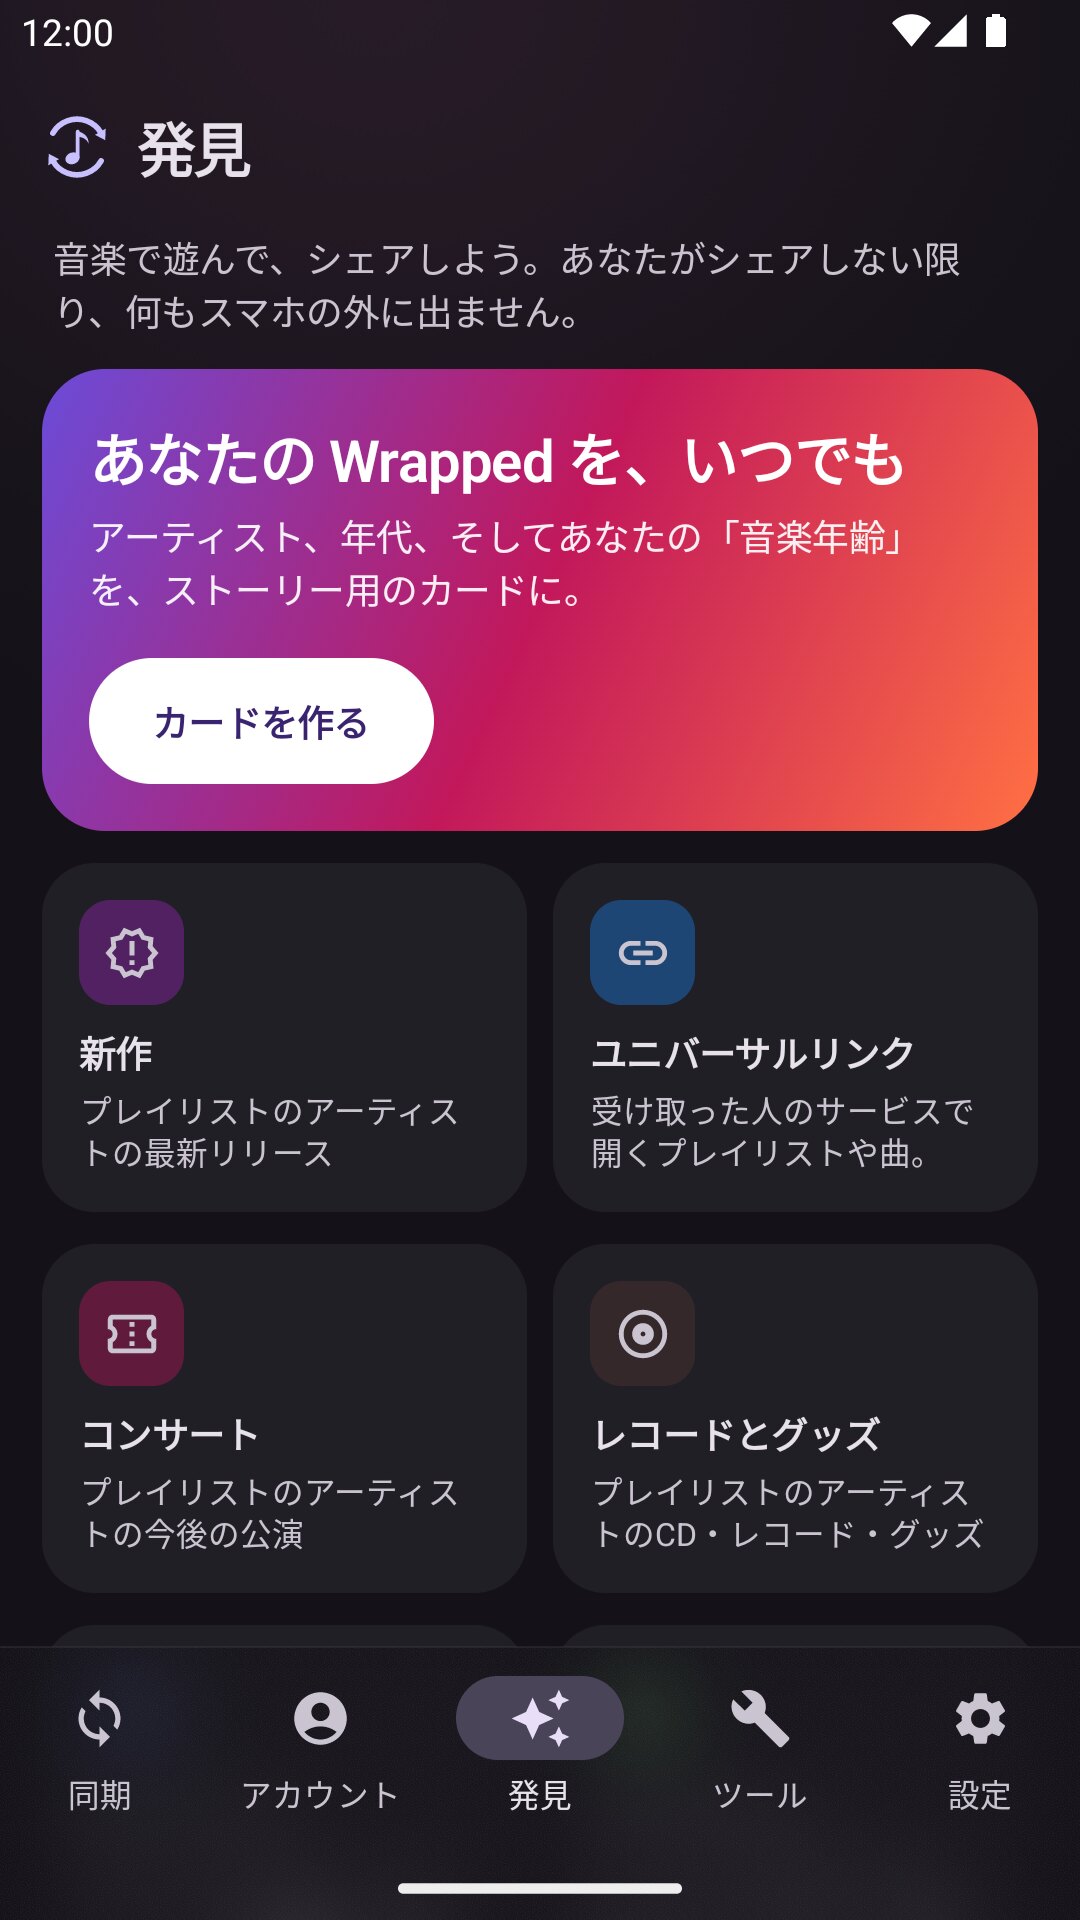 12:00
発見
音楽で遊んで、シェアしよう。あなたがシェアしない限
り、何もスマホの外に出ません。
あなたの Wrapped を、いつでも
アーティスト、年代、そしてあなたの「音楽年齢」
を、ストーリー用のカードに。
カードを作る
新作
プレイリストのアーティス
トの最新リリース
ユニバーサルリンク
受け取った人のサービスで
開くプレイリストや曲。
コンサート
プレイリストのアーティス
トの今後の公演
レコードとグッズ
プレイリストのアーティス
トのCD・レコード・グッズ
同期
アカウント
発見
ツール
設定